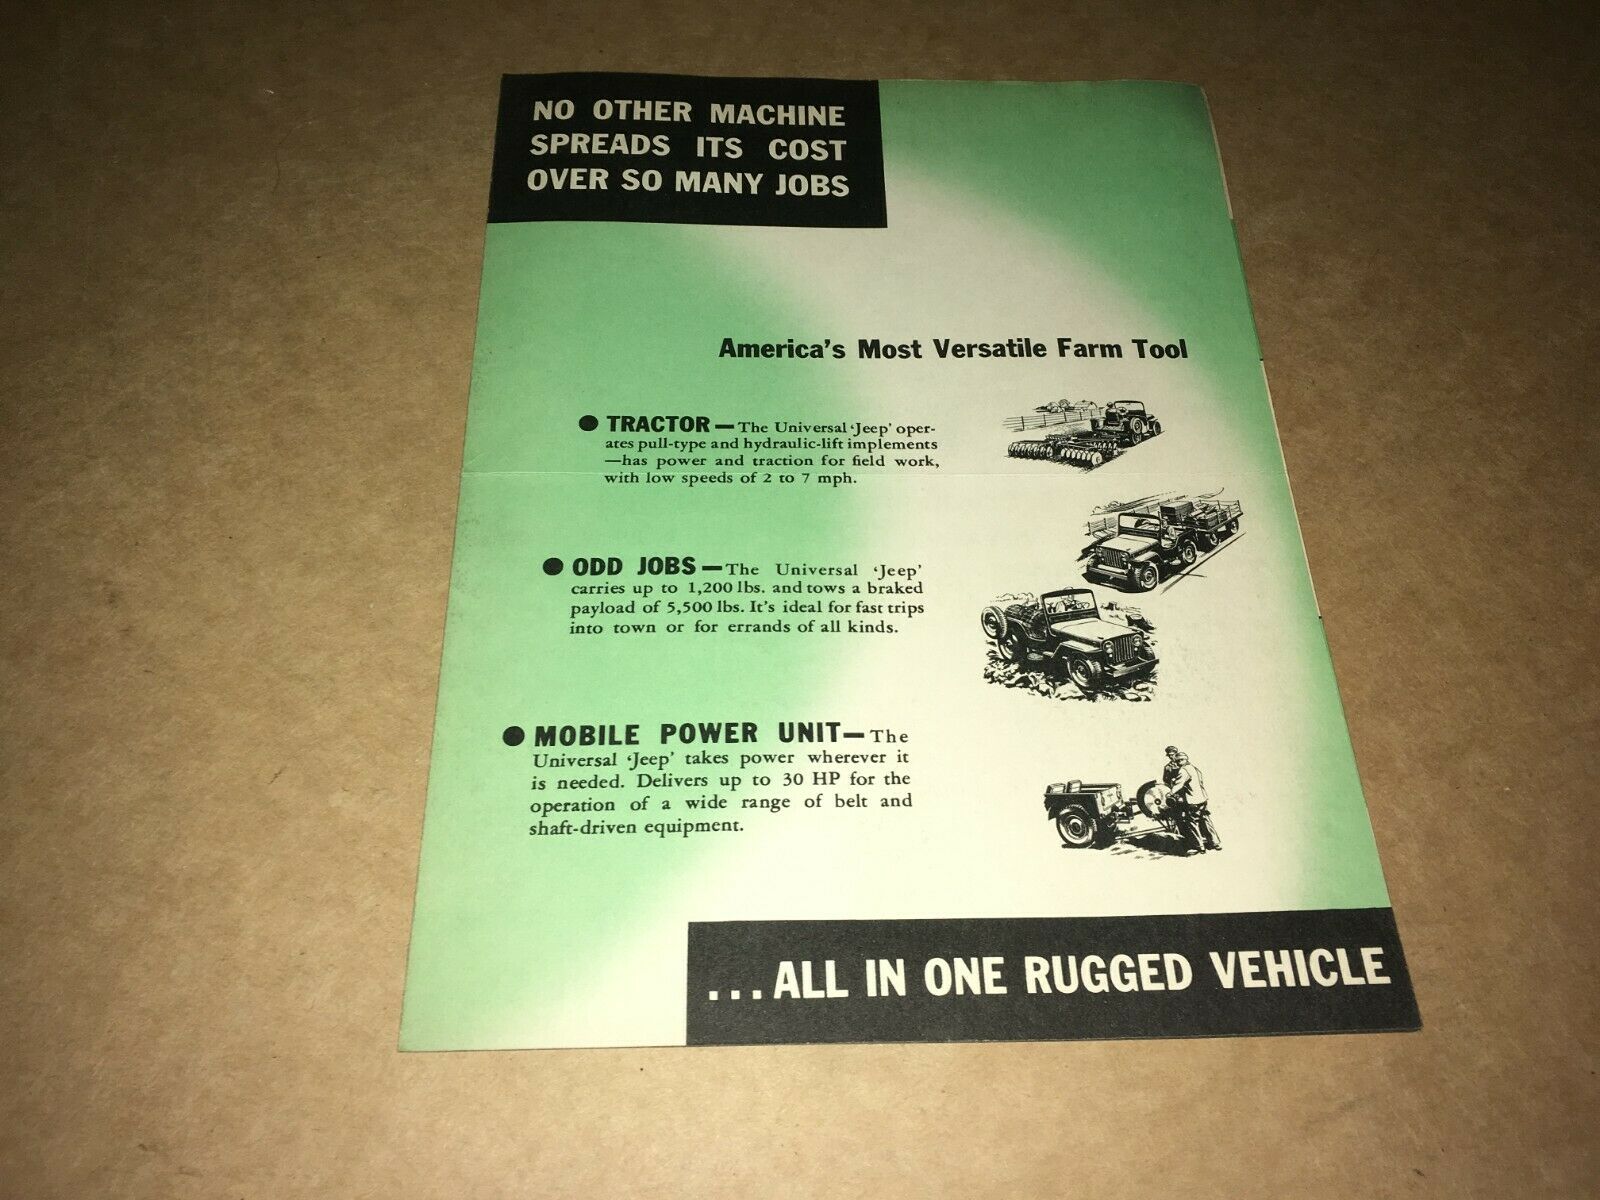 NO OTHER MACHINE
SPREADS ITS COST
OVER SO MANY JOBS
America's Most Versatile Farm Tool
● TRACTOR—The Universal 'Jeep' oper-
ates pull-type and hydraulic-lift implements
—has power and traction for field work,
with low speeds of 2 to 7 mph.
● ODD JOBS—The Universal 'Jeep'
carries up to 1,200 lbs. and tows a braked
payload of 5,500 lbs. It's ideal for fast trips
into town or for errands of all kinds.
● MOBILE POWER UNIT—The
Universal 'Jeep' takes power wherever it
is needed. Delivers up to 30 HP for the
operation of a wide range of belt and
shaft-driven equipment.
...ALL IN ONE RUGGED VEHICLE